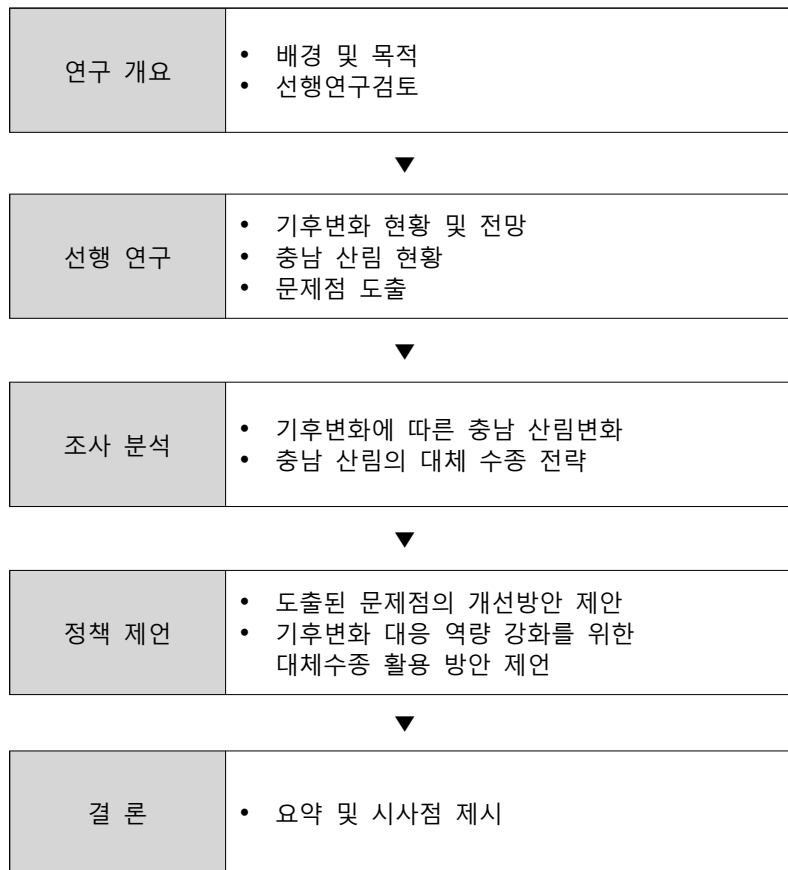 연구 개요
• 배경 및 목적
• 선행연구검토
▼
선행 연구
• 기후변화 현황 및 전망
• 충남 산림 현황
• 문제점 도출
▼
조사 분석
• 기후변화에 따른 충남 산림변화
• 충남 산림의 대체 수종 전략
▼
정책 제언
• 도출된 문제점의 개선방안 제안
• 기후변화 대응 역량 강화를 위한
대체수종 활용 방안 제언
▼
결 론
• 요약 및 시사점 제시